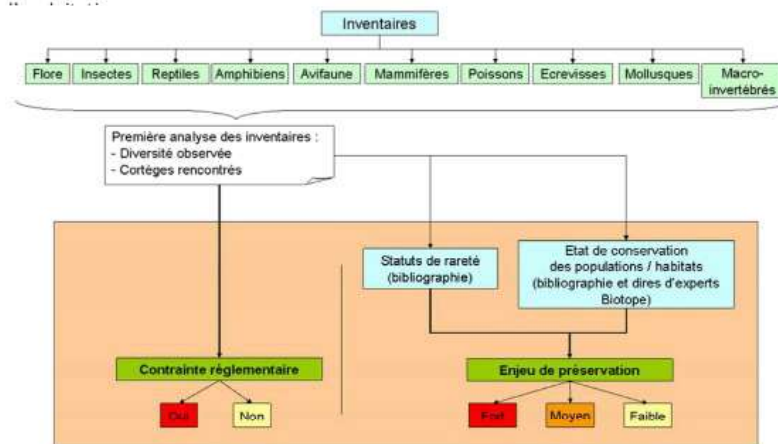 Inventaires
Flore
Insectes
Reptiles
Amphibiens
Avifaune
Mammifères
Poissons
Ecrevisses
Mollusques
Macro-
invertébrés
Première analyse des inventaires :
- Diversité observée
- Cortèges rencontrés
Statuts de rareté
(bibliographie)
Etat de conservation
des populations / habitats
(bibliographie et dires d'experts
Biotope)
Contrainte règlementaire
Enjeu de préservation
Oui
Non
Fort
Moyen
Faible